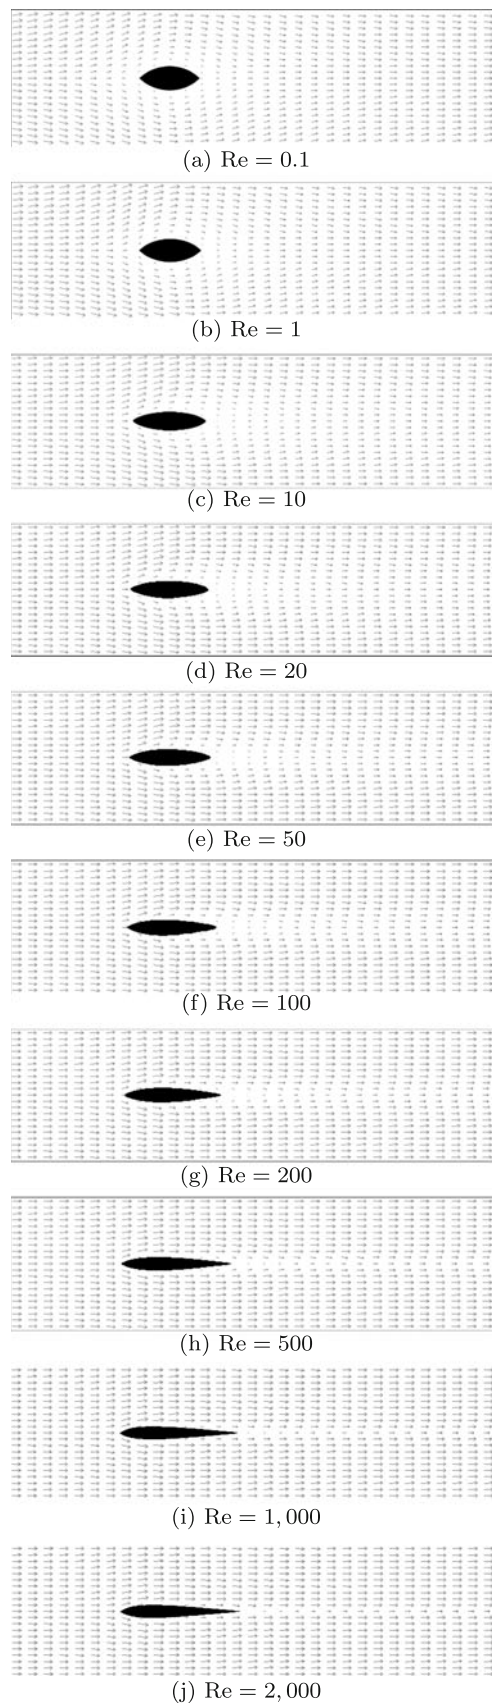 (a) Re = 0.1
(b) Re = 1
(c) Re = 10
(d) Re = 20
(e) Re = 50
(f) Re = 100
(g) Re = 200
(h) Re = 500
(i) Re = 1, 000
(j) Re = 2, 000